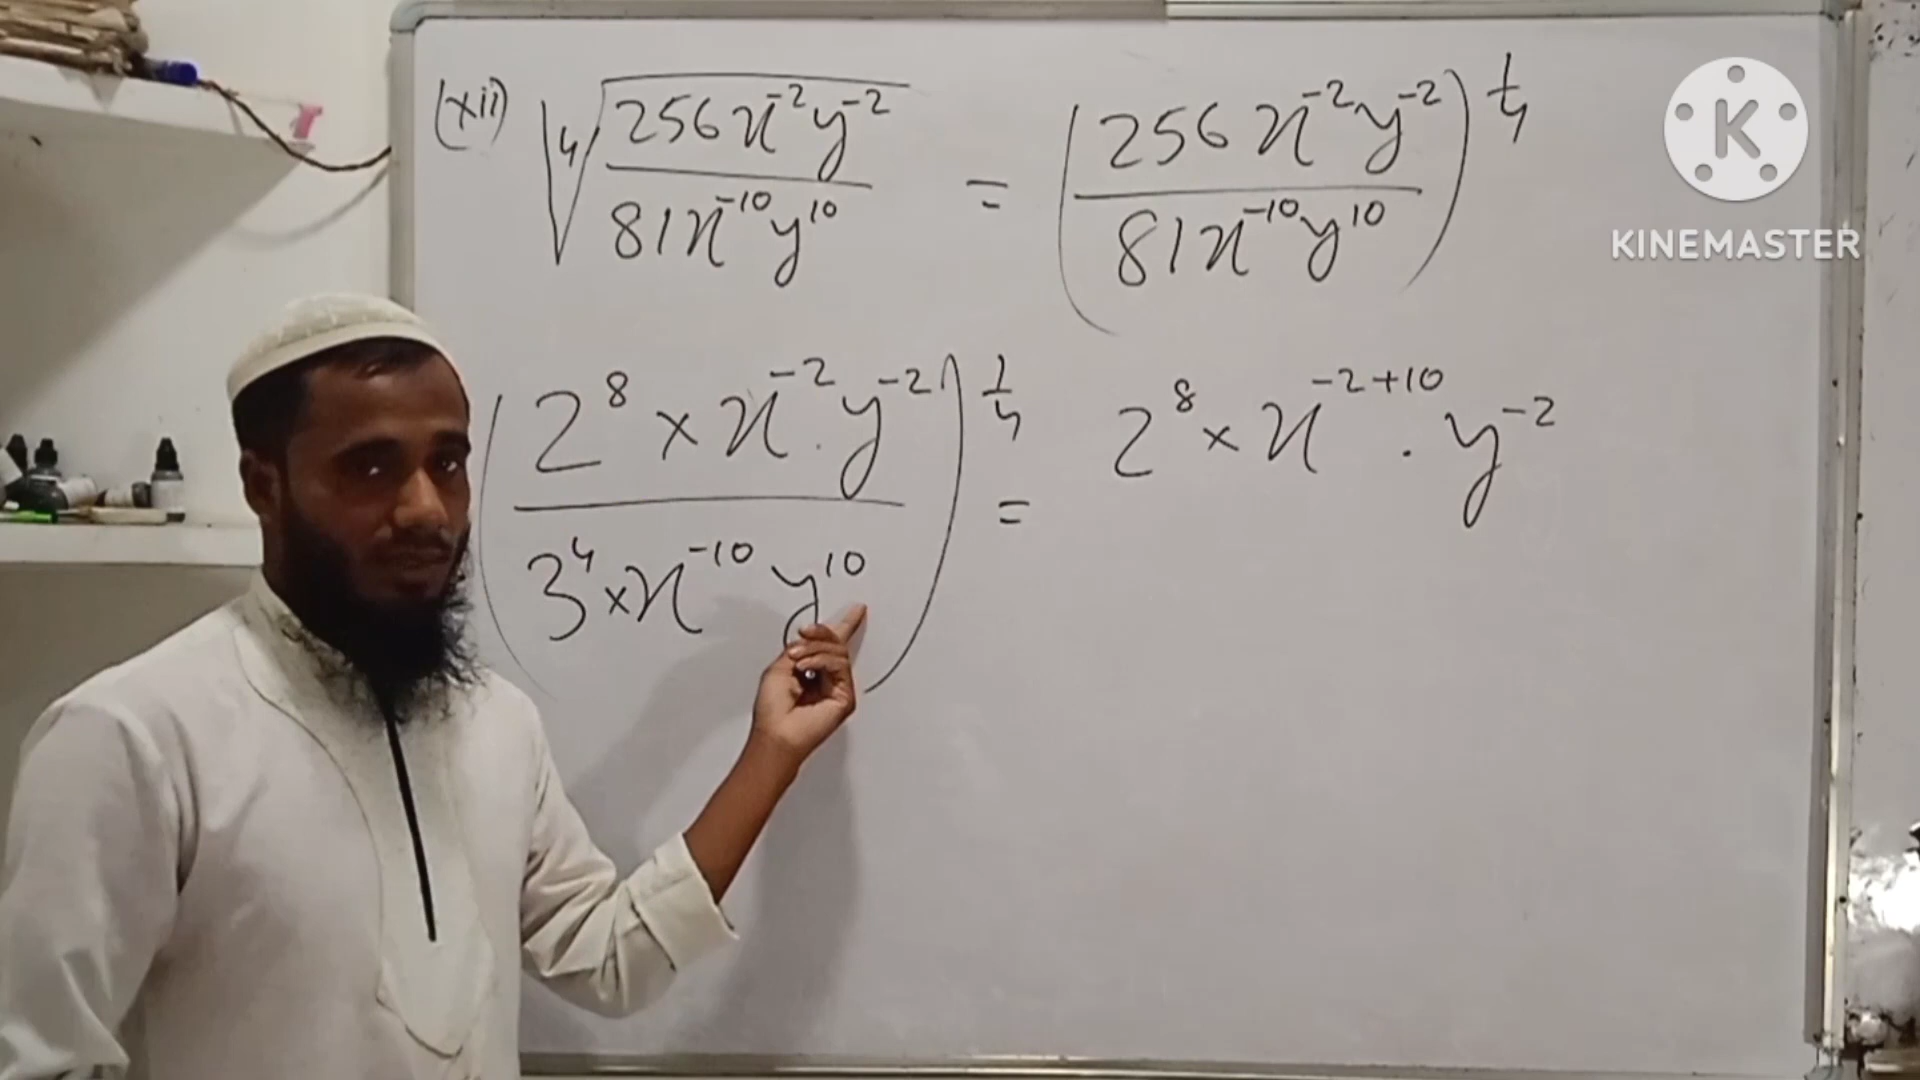 (xii) ⁴√(256x⁻²y⁻² / 81x⁻¹⁰y¹⁰) = (256x⁻²y⁻² / 81x⁻¹⁰y¹⁰)^(1/4)
(2⁸ × x⁻² . y⁻² / 3⁴ × x⁻¹⁰ y¹⁰)^(1/4) = 2⁸ × x⁻²⁺¹⁰ . y⁻²
K
KINEMASTER